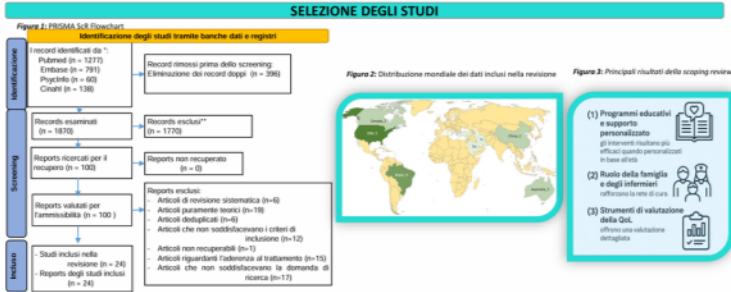 SELEZIONE DEGLI STUDI
Figura 1: PRISMA ScR Flowchart
Identificazione degli studi tramite banche dati e registri
Identificazione
I record identificati da *:
Pubmed (n = 1277)
Embase (n = 791)
PsycInfo (n = 60)
Cinahl (n = 138)
Record rimossi prima dello screening:
Eliminazione dei record doppi (n = 396)
Screening
Records esaminati
(n = 1870)
Records esclusi**
(n = 1770)
Reports ricercati per il
recupero (n = 100)
Reports non recuperato
(n = 0)
Reports valutati per
l'ammissibilità (n = 100 )
Reports esclusi:
- Articoli di revisione sistematica (n=6)
- Articoli puramente teorici (n=19)
- Articoli deduplicati (n=6)
- Articoli che non soddisfacevano i criteri di
inclusione (n=12)
- Articoli non recuperabili (n=1)
- Articoli riguardanti l'aderenza al trattamento (n=15)
- Articoli che non soddisfacevano la domanda di
ricerca (n=17)
Incluso
- Studi inclusi nella
revisione (n = 24)
- Reports degli studi inclusi
(n = 24)
Figura 2: Distribuzione mondiale dei dati inclusi nella revisione
Figura 3: Principali risultati della scoping review
(1) Programmi educativi
e supporto
personalizzato
gli interventi risultano più
efficaci quando personalizzati
in base all'età
(2) Ruolo della famiglia
e degli infermieri
rafforzano la rete di cura.
(3) Strumenti di valutazione
della QoL
offrono una valutazione
dettagliata